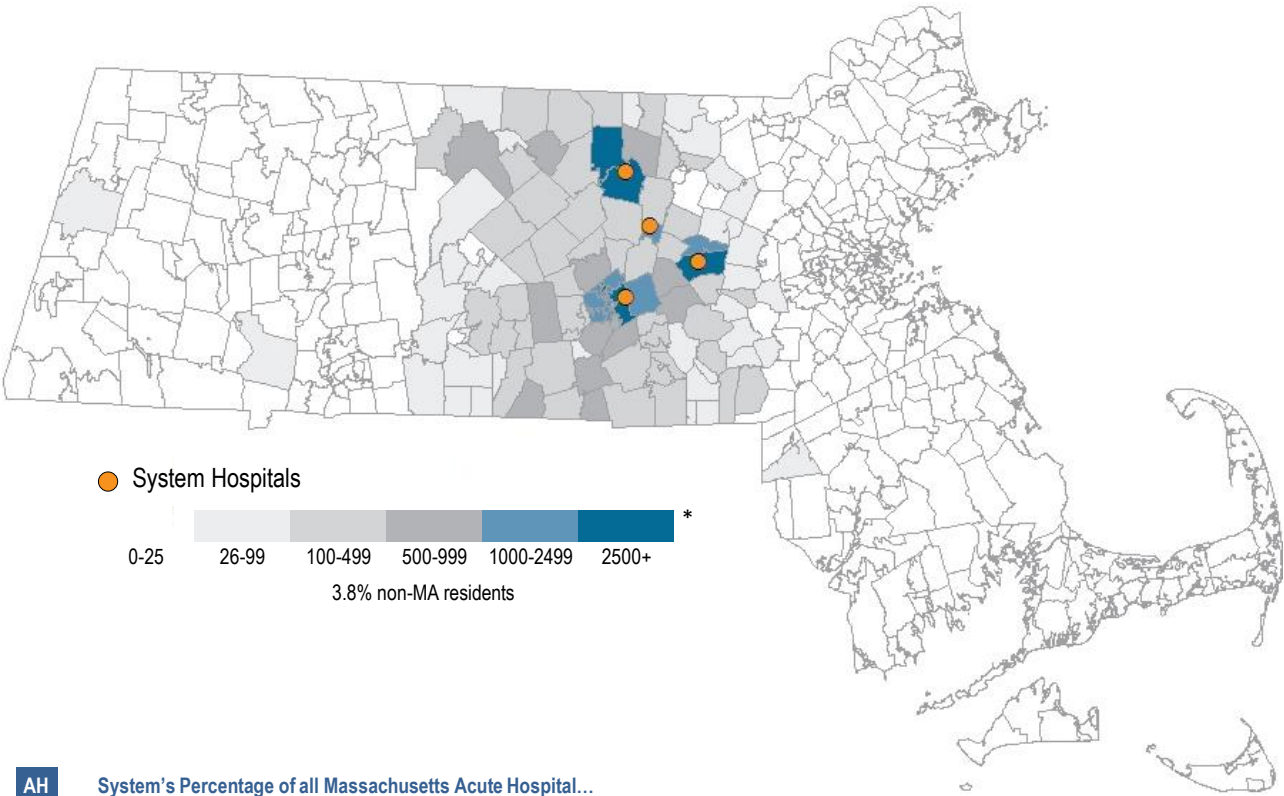 System Hospitals
*
0-25 26-99 100-499 500-999 1000-2499 2500+
3.8% non-MA residents
AH System’s Percentage of all Massachusetts Acute Hospital…